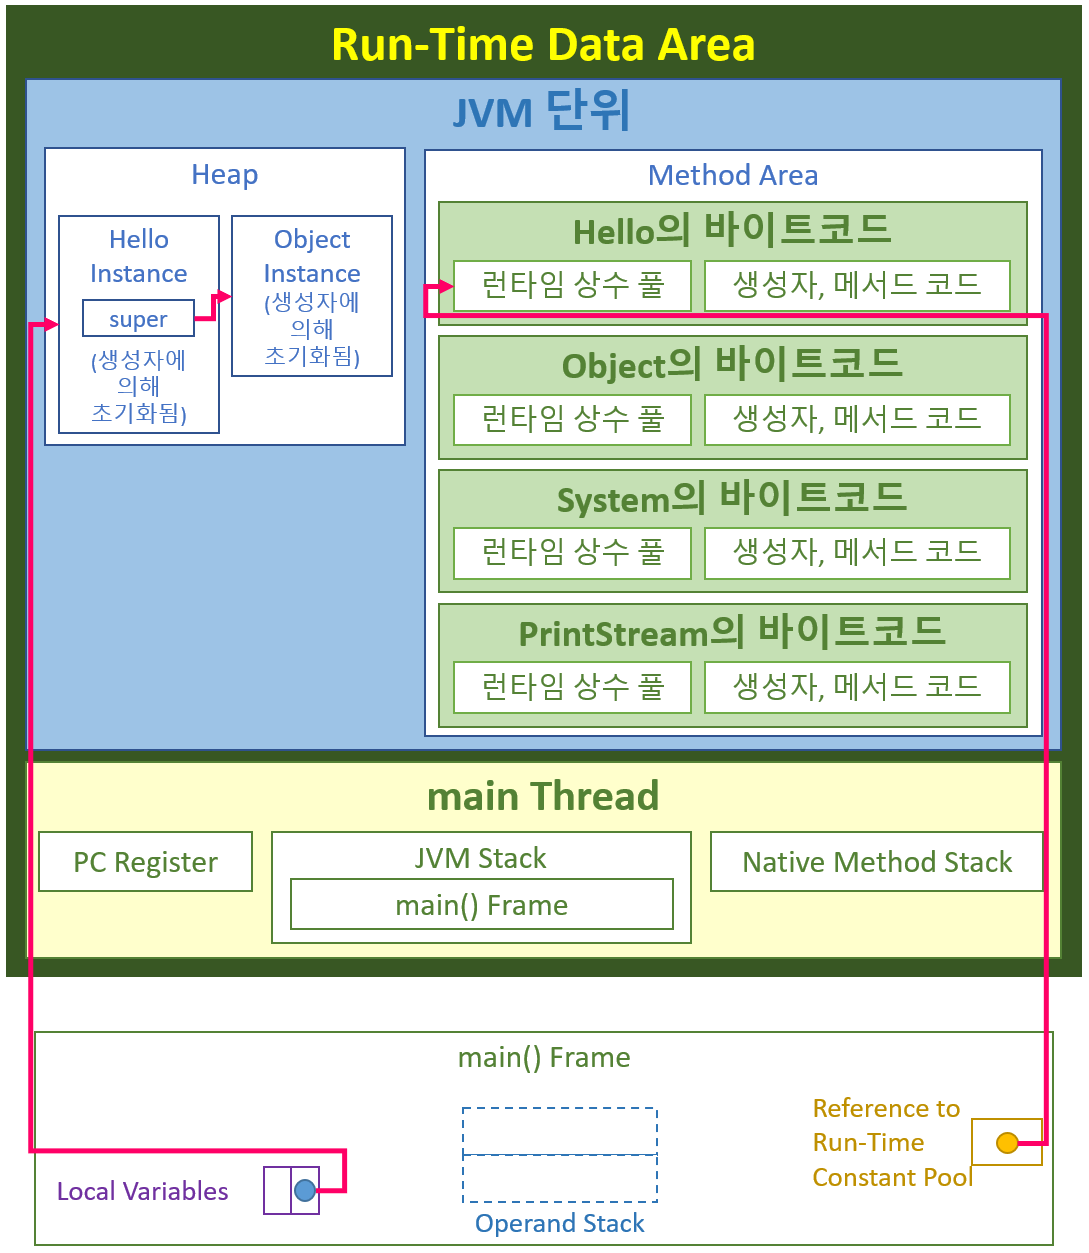 Run-Time Data Area
JVM 단위
Heap
Hello
Instance
super
(생성자에
의해
초기화됨)
Object
Instance
(생성자에
의해
초기화됨)
Method Area
Hello의 바이트코드
런타임 상수 풀
생성자, 메서드 코드
Object의 바이트코드
런타임 상수 풀
생성자, 메서드 코드
System의 바이트코드
런타임 상수 풀
생성자, 메서드 코드
PrintStream의 바이트코드
런타임 상수 풀
생성자, 메서드 코드
main Thread
PC Register
JVM Stack
main() Frame
Native Method Stack
main() Frame
Local Variables
Operand Stack
Reference to
Run-Time
Constant Pool